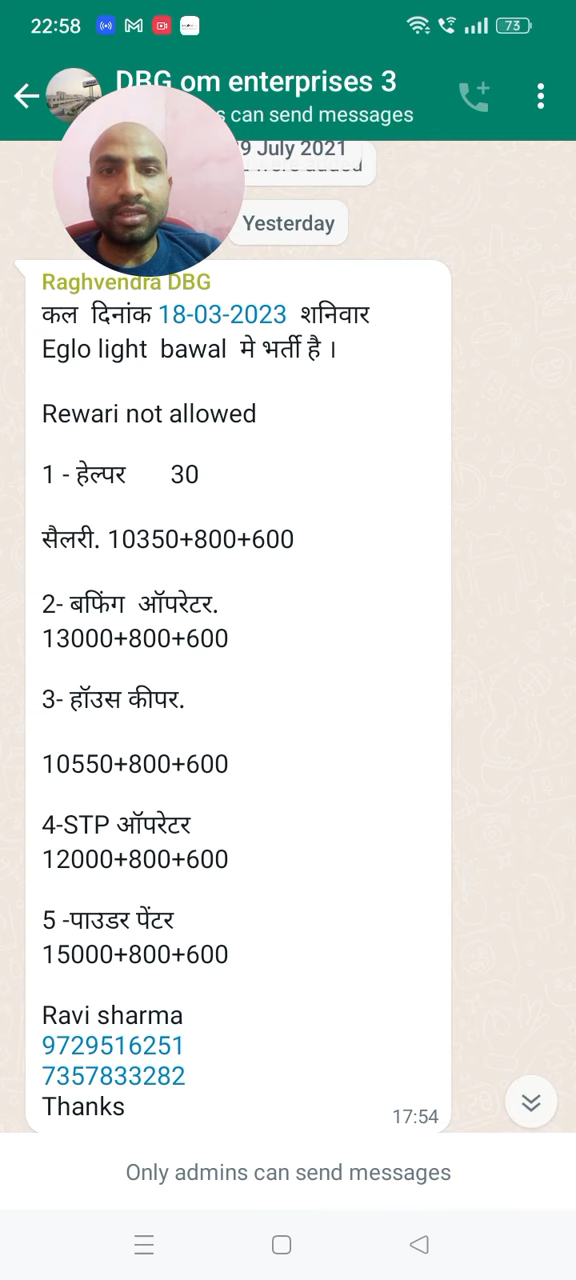 22:58
73
DBG om enterprises 3
s can send messages
9 July 2021
were added
Yesterday
Raghvendra DBG
कल दिनांक 18-03-2023 शनिवार
Eglo light bawal मे भर्ती है ।
Rewari not allowed
1 - हेल्पर 30
सैलरी. 10350+800+600
2- बफिंग ऑपरेटर.
13000+800+600
3- हॉउस कीपर.
10550+800+600
4-STP ऑपरेटर
12000+800+600
5 -पाउडर पेंटर
15000+800+600
Ravi sharma
9729516251
7357833282
Thanks
17:54
Only admins can send messages